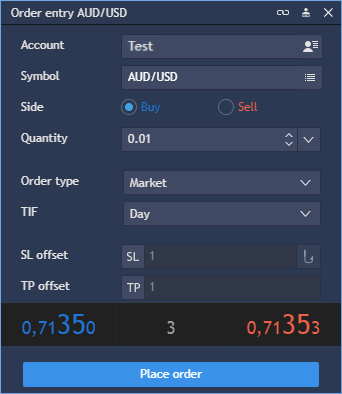 Order entry AUD/USD
Account Test
Symbol AUD/USD
Side Buy Sell
Quantity 0.01
Order type Market
TIF Day
SL offset SL 1
TP offset TP 1
0,71350 3 0,71353
Place order